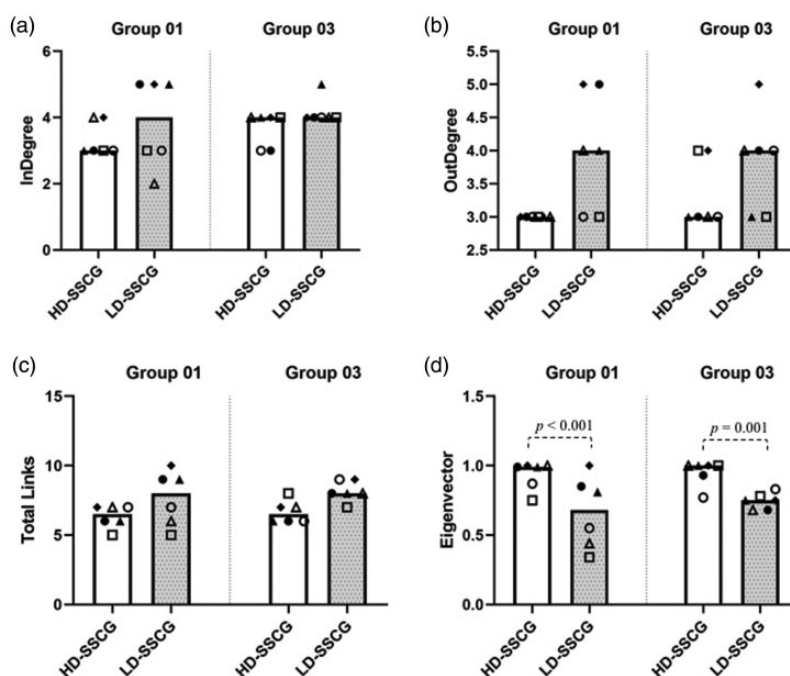 (a)
Group 01
Group 03
InDegree
6
4
2
0
HD-SSCG
LD-SSCG
HD-SSCG
LD-SSCG
(b)
Group 01
Group 03
OutDegree
5.5
5.0
4.5
4.0
3.5
3.0
2.5
HD-SSCG
LD-SSCG
HD-SSCG
LD-SSCG
(c)
Group 01
Group 03
Total Links
15
10
5
0
HD-SSCG
LD-SSCG
HD-SSCG
LD-SSCG
(d)
Group 01
Group 03
Eigenvector
1.5
1.0
0.5
0.0
p < 0.001
p = 0.001
HD-SSCG
LD-SSCG
HD-SSCG
LD-SSCG